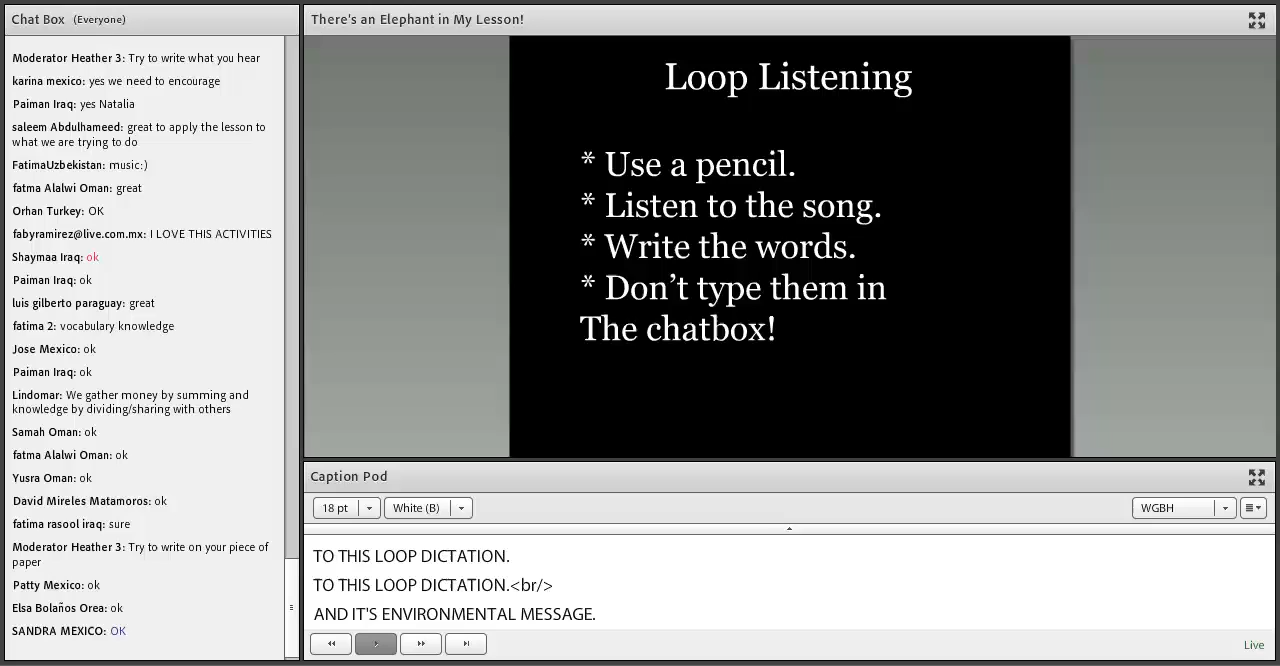 Chat Box (Everyone)
Moderator Heather 3: Try to write what you hear
karina mexico: yes we need to encourage
Paiman Iraq: yes Natalia
saleem Abdulhameed: great to apply the lesson to
what we are trying to do
FatimaUzbekistan: music:)
fatma Alalwi Oman: great
Orhan Turkey: OK
fabyramirez@live.com.mx: I LOVE THIS ACTIVITIES
Shaymaa Iraq: ok
Paiman Iraq: ok
luis gilberto paraguay: great
fatima 2: vocabulary knowledge
Jose Mexico: ok
Paiman Iraq: ok
Lindomar: We gather money by summing and
knowledge by dividing/sharing with others
Samah Oman: ok
fatma Alalwi Oman: ok
Yusra Oman: ok
David Mireles Matamoros: ok
fatima rasool iraq: sure
Moderator Heather 3: Try to write on your piece of
paper
Patty Mexico: ok
Elsa Bolaños Orea: ok
SANDRA MEXICO: OK
There's an Elephant in My Lesson!
Loop Listening
* Use a pencil.
* Listen to the song.
* Write the words.
* Don't type them in
The chatbox!
Caption Pod
18 pt
White (B)
WGBH
TO THIS LOOP DICTATION.
TO THIS LOOP DICTATION.<br/>
AND IT'S ENVIRONMENTAL MESSAGE.
Live